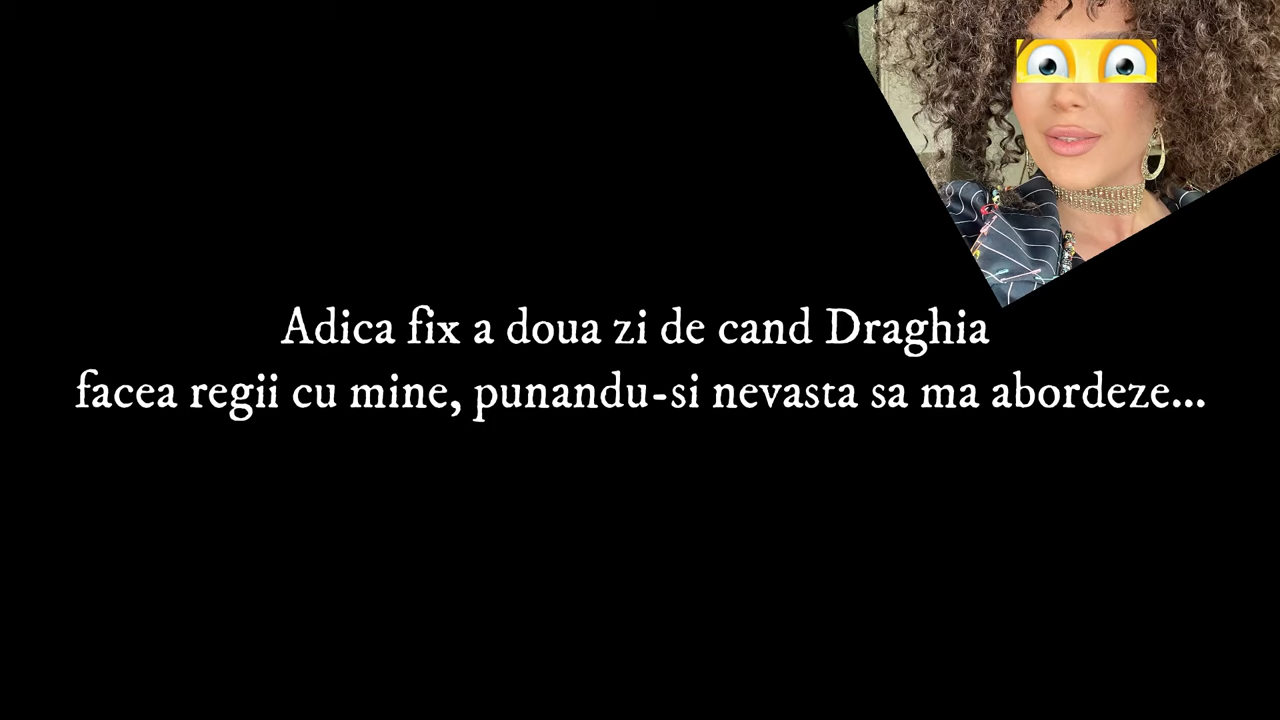 Adica fix a doua zi de cand Draghia
facea regii cu mine, punandu-si nevasta sa ma abordeze...